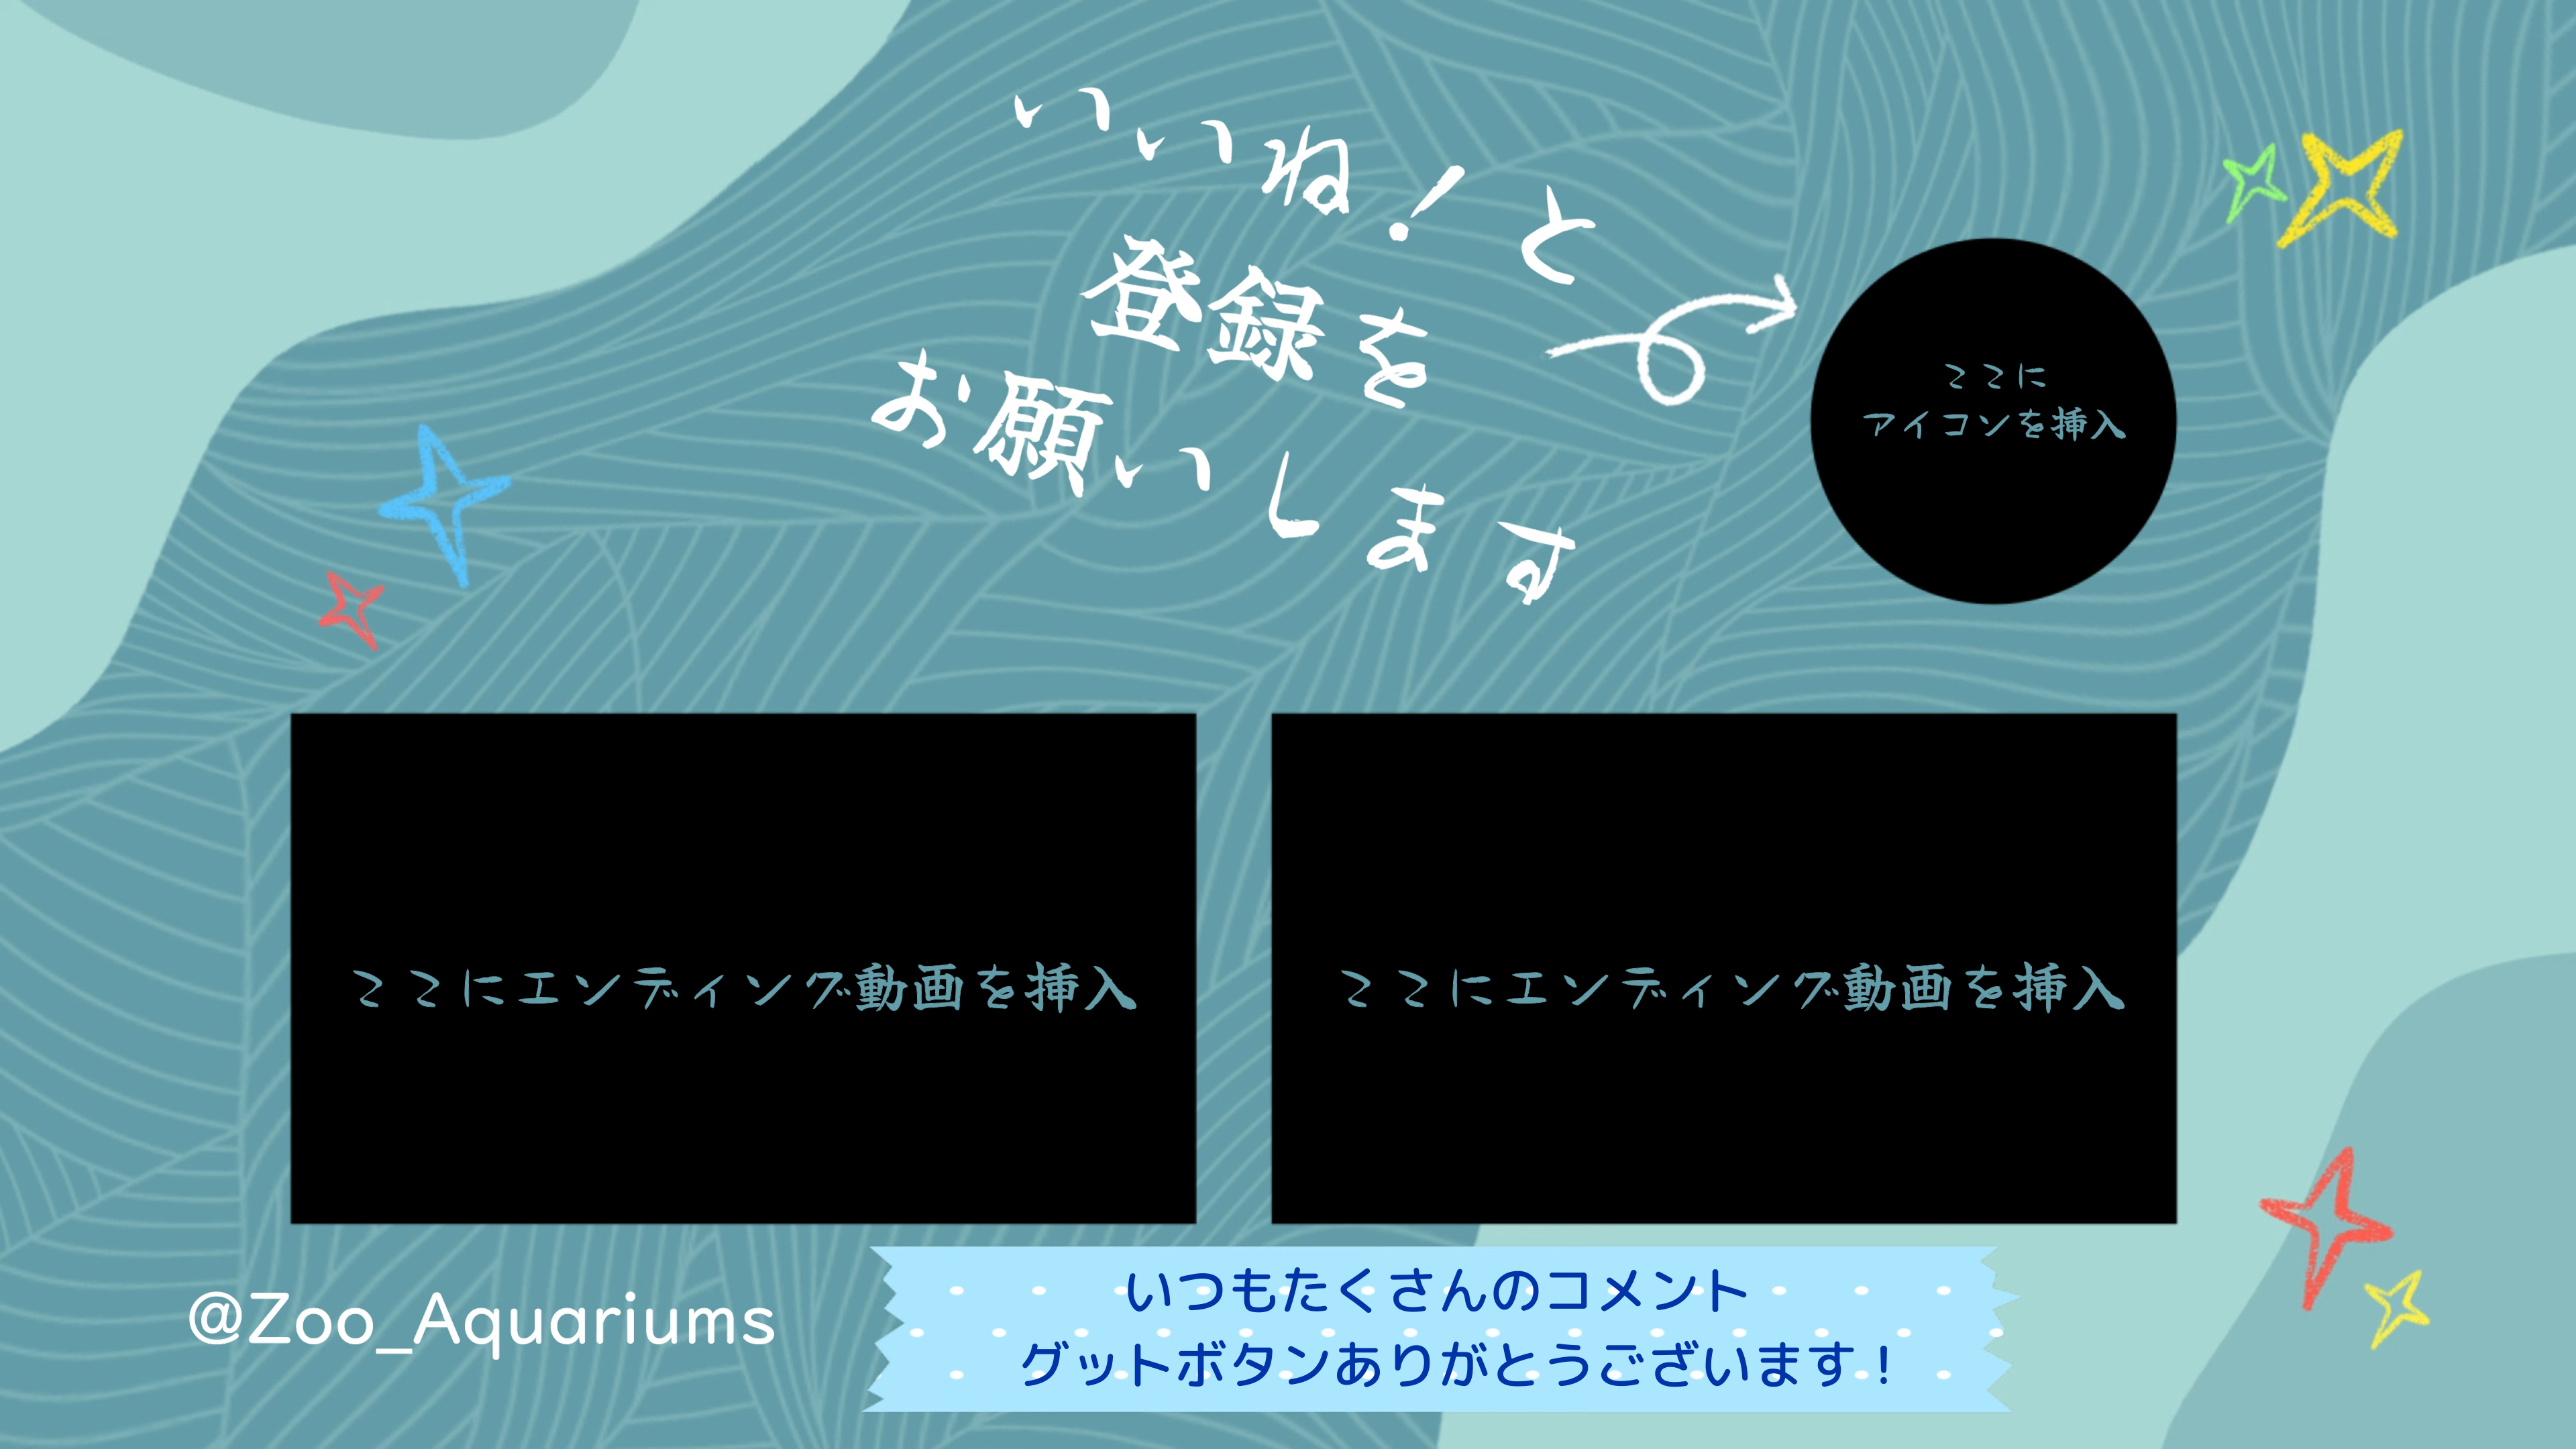 いいね！と
登録を
お願いします
ここに
アイコンを挿入
ここにエンディング動画を挿入
ここにエンディング動画を挿入
@Zoo_Aquariums
いつもたくさんのコメント
グットボタンありがとうございます！